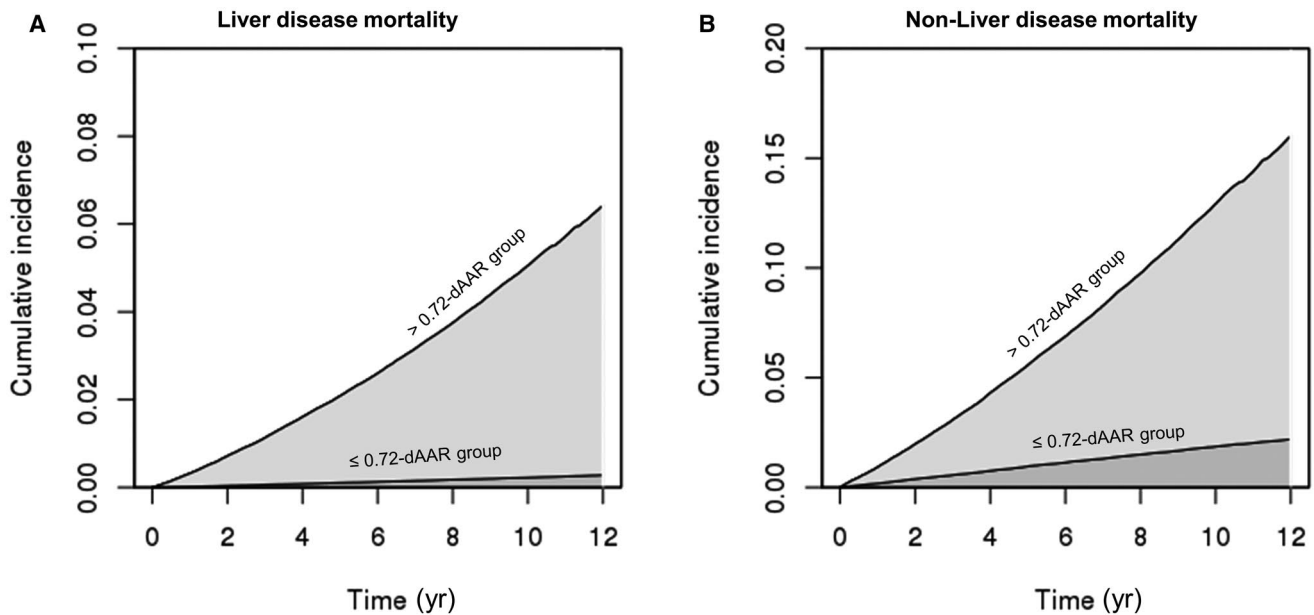 A
Liver disease mortality
Cumulative incidence
0.10
0.08
0.06
0.04
0.02
0.00
> 0.72-dAAR group
≤ 0.72-dAAR group
0 2 4 6 8 10 12
Time (yr)
B
Non-Liver disease mortality
Cumulative incidence
0.20
0.15
0.10
0.05
0.00
> 0.72-dAAR group
≤ 0.72-dAAR group
0 2 4 6 8 10 12
Time (yr)